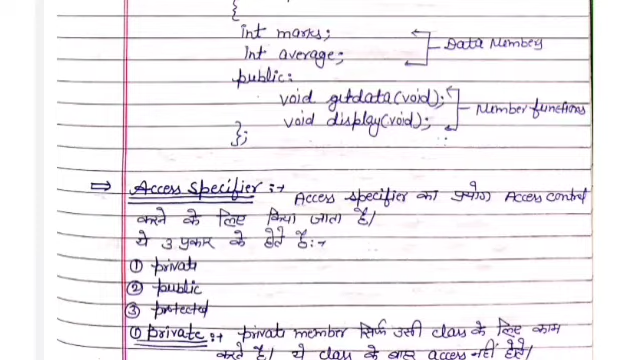 {
int marks;
Int average;
Data Members
public:
void getdata(void);
void display(void);
Member functions
};
⇒ Access Specifier :→ Access specifier का प्रयोग Access control
करने के लिए किया जाता है।
ये 3 प्रकार के होते है:→
① private
② public
③ protected
① private :→ private member सिर्फ उसी class के लिए काम
करते है। ये class के बाहर access नहीं होते।